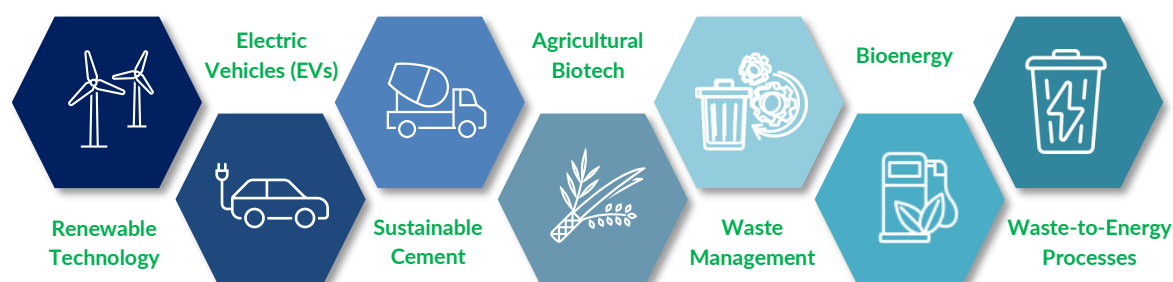 Renewable
Technology
Electric
Vehicles (EVs)
Sustainable
Cement
Agricultural
Biotech
Waste
Management
Bioenergy
Waste-to-Energy
Processes